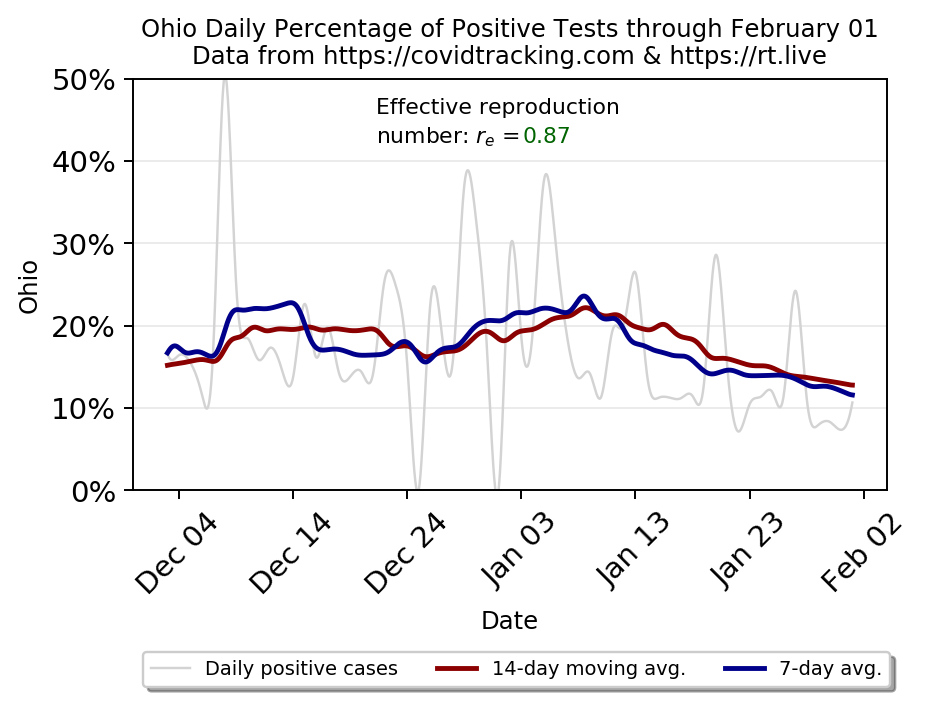 Ohio Daily Percentage of Positive Tests through February 01
Data from https://covidtracking.com & https://rt.live
50%
Effective reproduction
number: rₑ = 0.87
40%
30%
Ohio
20%
10%
0%
Dec 04
Dec 14
Dec 24
Jan 03
Jan 13
Jan 23
Feb 02
Date
Daily positive cases
14-day moving avg.
7-day avg.